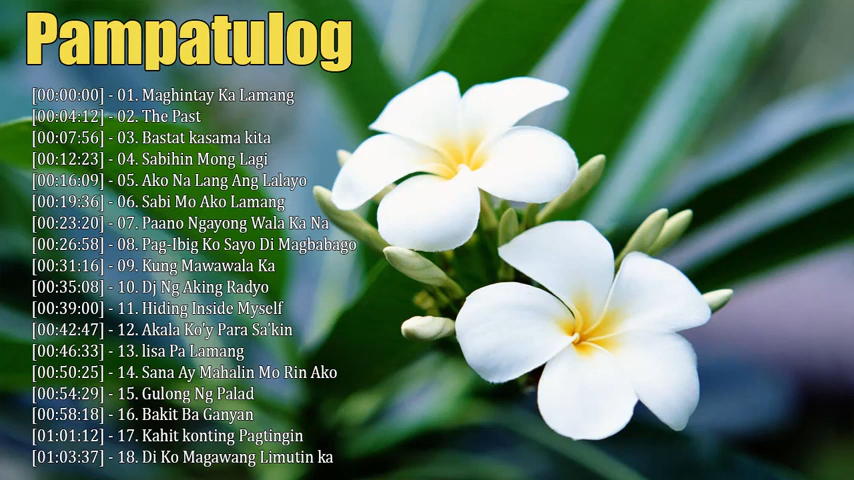 Pampatulog
[00:00:00] - 01. Maghintay Ka Lamang
[00:04:12] - 02. The Past
[00:07:56] - 03. Bastat kasama kita
[00:12:23] - 04. Sabihin Mong Lagi
[00:16:09] - 05. Ako Na Lang Ang Lalayo
[00:19:36] - 06. Sabi Mo Ako Lamang
[00:23:20] - 07. Paano Ngayong Wala Ka Na
[00:26:58] - 08. Pag-Ibig Ko Sayo Di Magbabago
[00:31:16] - 09. Kung Mawawala Ka
[00:35:08] - 10. Dj Ng Aking Radyo
[00:39:00] - 11. Hiding Inside Myself
[00:42:47] - 12. Akala Ko'y Para Sa'kin
[00:46:33] - 13. lisa Pa Lamang
[00:50:25] - 14. Sana Ay Mahalin Mo Rin Ako
[00:54:29] - 15. Gulong Ng Palad
[00:58:18] - 16. Bakit Ba Ganyan
[01:01:12] - 17. Kahit konting Pagtingin
[01:03:37] - 18. Di Ko Magawang Limutin ka